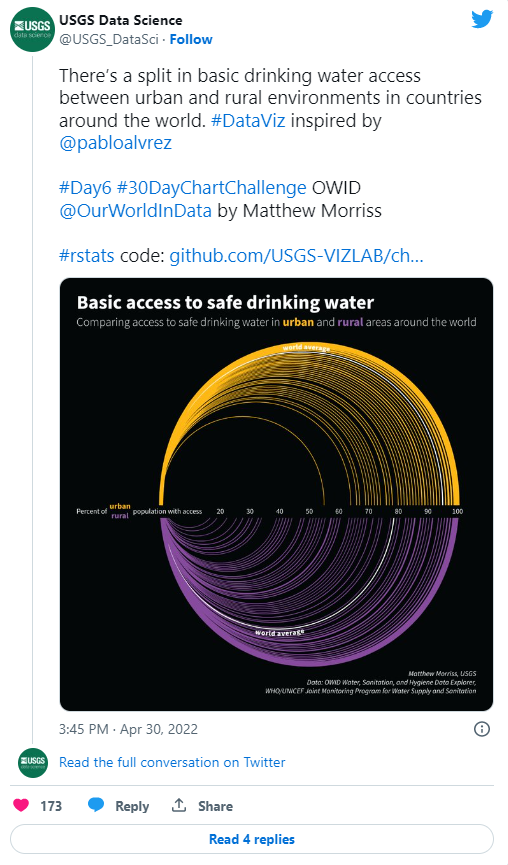 USGS Data Science
@USGS_DataSci · Follow
USGS
data science
There's a split in basic drinking water access
between urban and rural environments in countries
around the world. #DataViz inspired by
@pabloalvrez
#Day6 #30DayChartChallenge OWID
@OurWorldInData by Matthew Morriss
#rstats code: github.com/USGS-VIZLAB/ch...
Basic access to safe drinking water
Comparing access to safe drinking water in urban and rural areas around the world
world average
Percent of urban rural population with access 20 30 40 50 60 70 80 90 100
world average
Matthew Morriss, USGS
Data: OWID Water, Sanitation, and Hygiene Data Explorer,
WHO/UNICEF Joint Monitoring Program for Water Supply and Sanitation
3:45 PM · Apr 30, 2022
USGS
Read the full conversation on Twitter
173 Reply Share
Read 4 replies